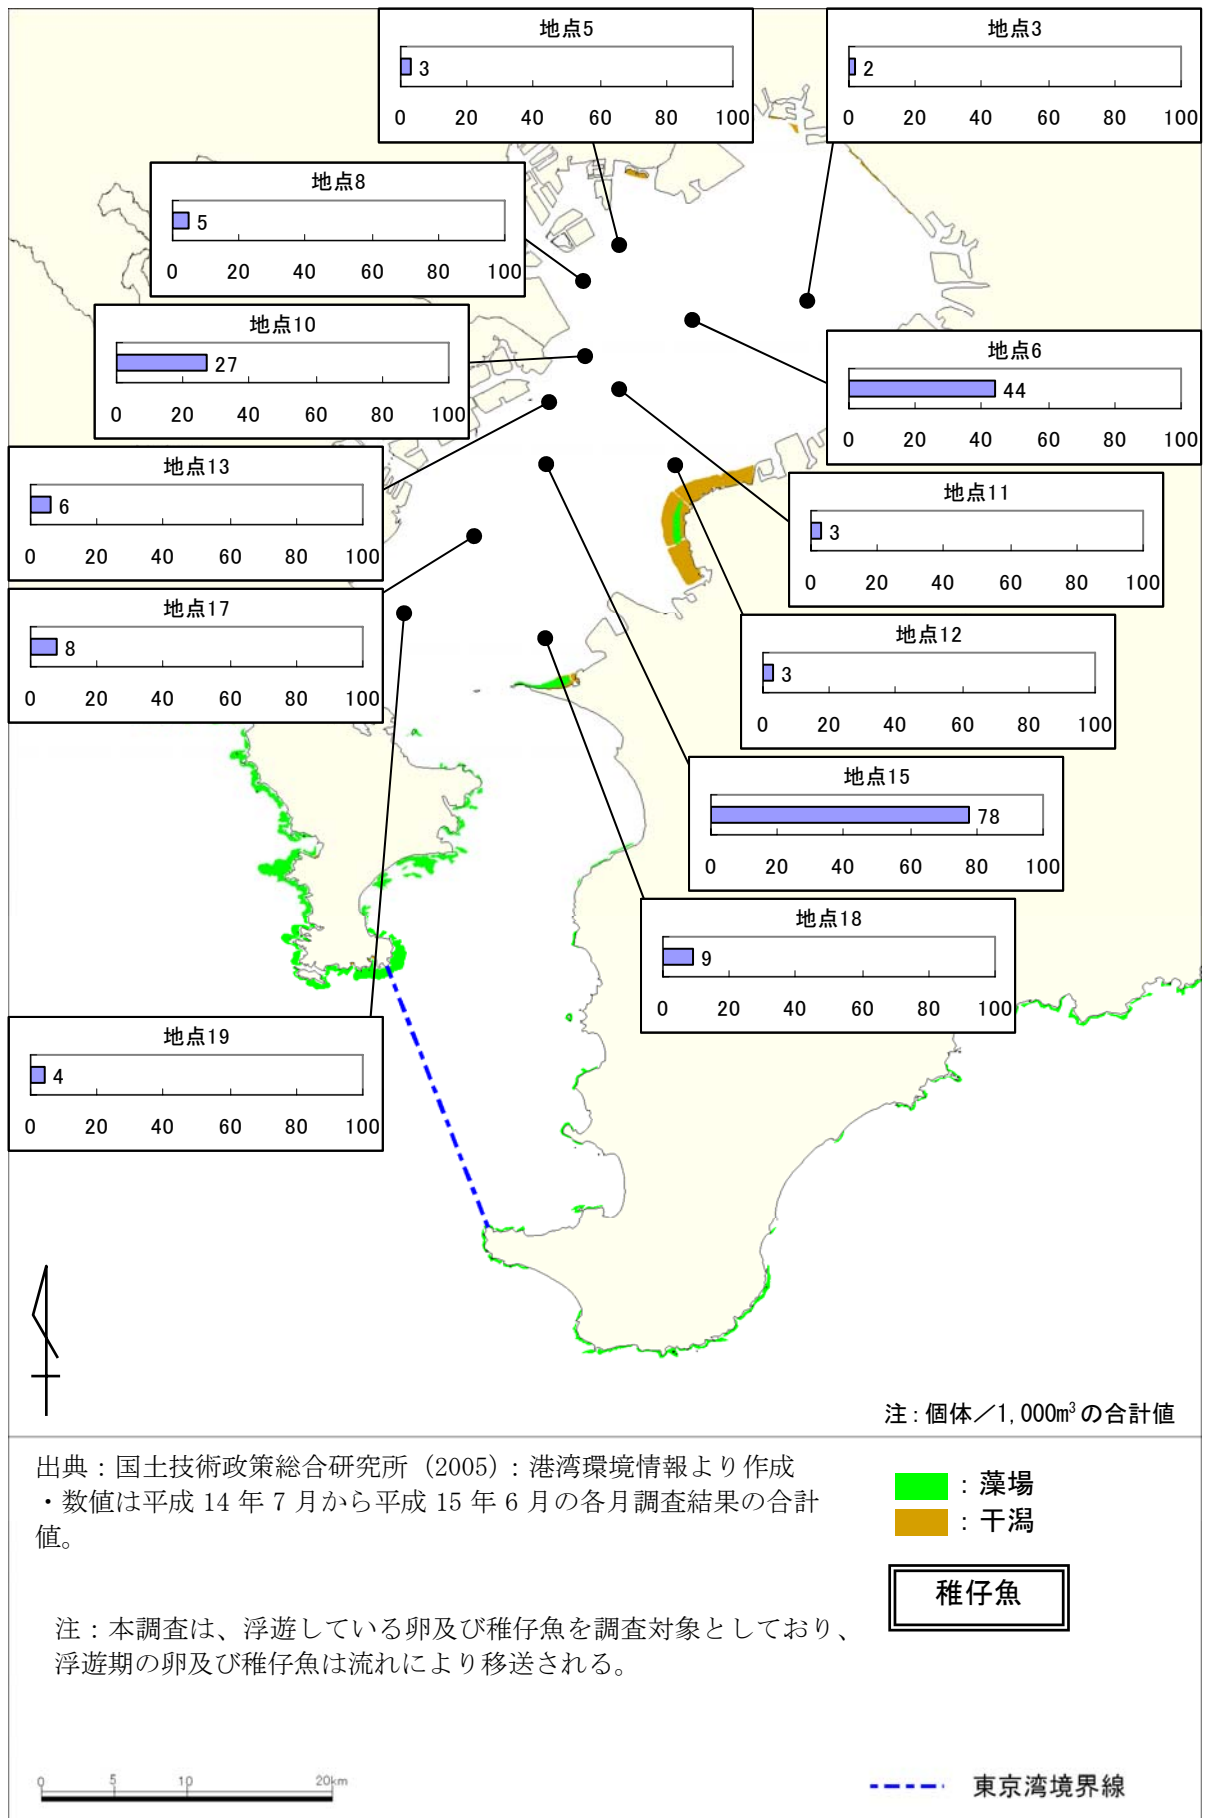 地点5
3
0 20 40 60 80 100
地点3
2
0 20 40 60 80 100
地点8
5
0 20 40 60 80 100
地点10
27
0 20 40 60 80 100
地点6
44
0 20 40 60 80 100
地点13
6
0 20 40 60 80 100
地点11
3
0 20 40 60 80 100
地点17
8
0 20 40 60 80 100
地点12
3
0 20 40 60 80 100
地点15
78
0 20 40 60 80 100
地点18
9
0 20 40 60 80 100
地点19
4
0 20 40 60 80 100
注：個体／1,000m³の合計値
出典：国土技術政策総合研究所（2005）：港湾環境情報より作成
・数値は平成 14 年 7 月から平成 15 年 6 月の各月調査結果の合計
値。
：藻場
：干潟
稚仔魚
注：本調査は、浮遊している卵及び稚仔魚を調査対象としており、
浮遊期の卵及び稚仔魚は流れにより移送される。
0 5 10 20km
東京湾境界線